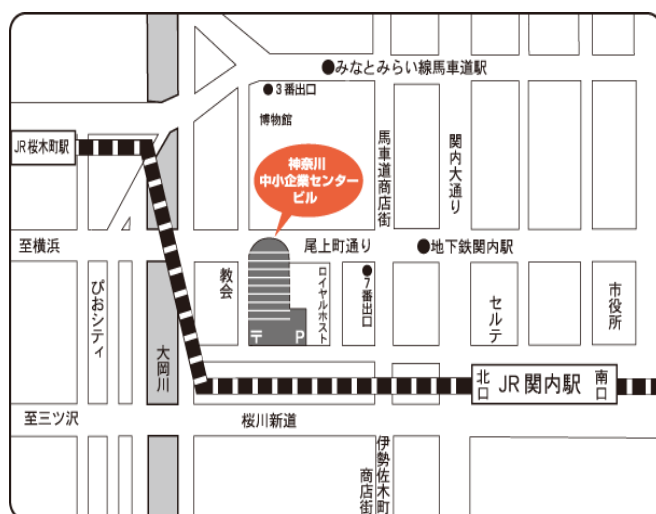 ●みなとみらい線馬車道駅
●3番出口
博物館
JR桜木町駅
神奈川
中小企業センター
ビル
馬車道商店街
関内大通り
至横浜
尾上町通り
●地下鉄関内駅
ぴおシティ
教会
ロイヤルホスト
●7番出口
セルテ
市役所
〒
P
大岡川
北口
JR関内駅
南口
至三ツ沢
桜川新道
伊勢佐木町
商店街